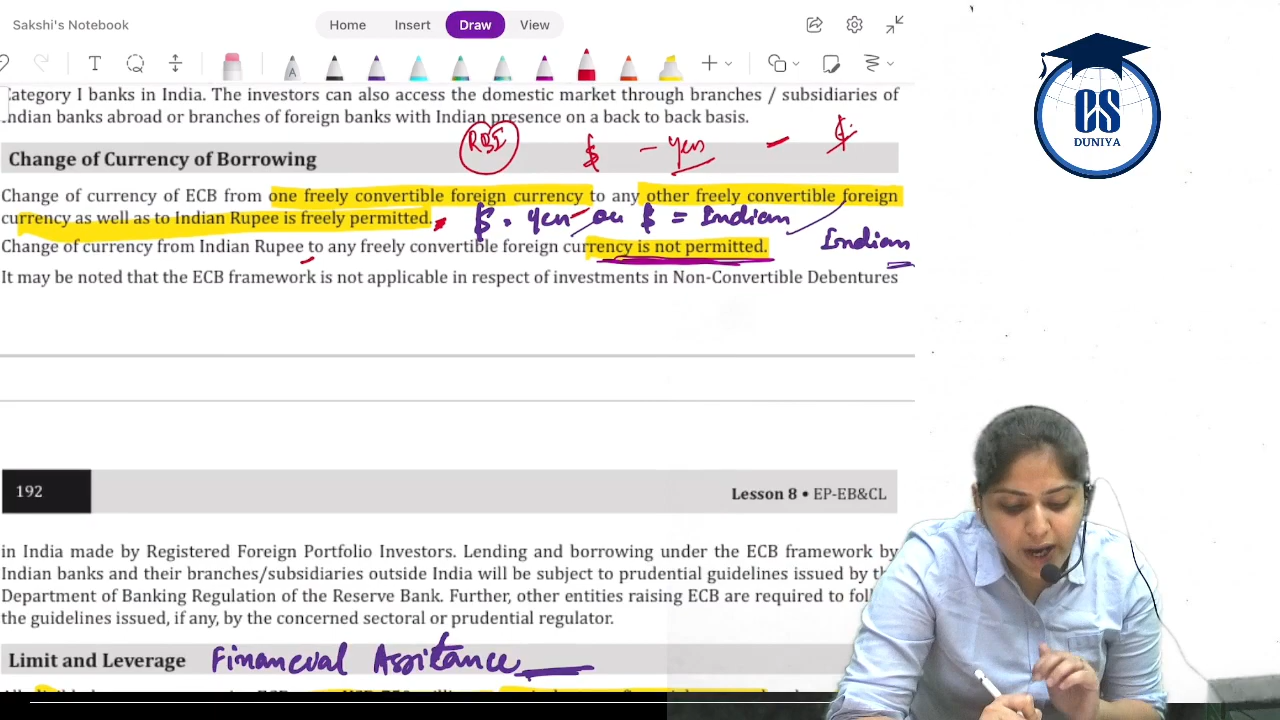 Sakshi's Notebook
Home Insert Draw View
Category I banks in India. The investors can also access the domestic market through branches / subsidiaries of
Indian banks abroad or branches of foreign banks with Indian presence on a back to back basis.
RBI $ - yen - $
Change of Currency of Borrowing
Change of currency of ECB from one freely convertible foreign currency to any other freely convertible foreign
currency as well as to Indian Rupee is freely permitted. $ . yen or $ = Indian
Change of currency from Indian Rupee to any freely convertible foreign currency is not permitted. Indian
It may be noted that the ECB framework is not applicable in respect of investments in Non-Convertible Debentures
192 Lesson 8 • EP-EB&CL
in India made by Registered Foreign Portfolio Investors. Lending and borrowing under the ECB framework by
Indian banks and their branches/subsidiaries outside India will be subject to prudential guidelines issued by
Department of Banking Regulation of the Reserve Bank. Further, other entities raising ECB are required to
the guidelines issued, if any, by the concerned sectoral or prudential regulator.
Limit and Leverage Financval Assitance
CS
DUNIYA